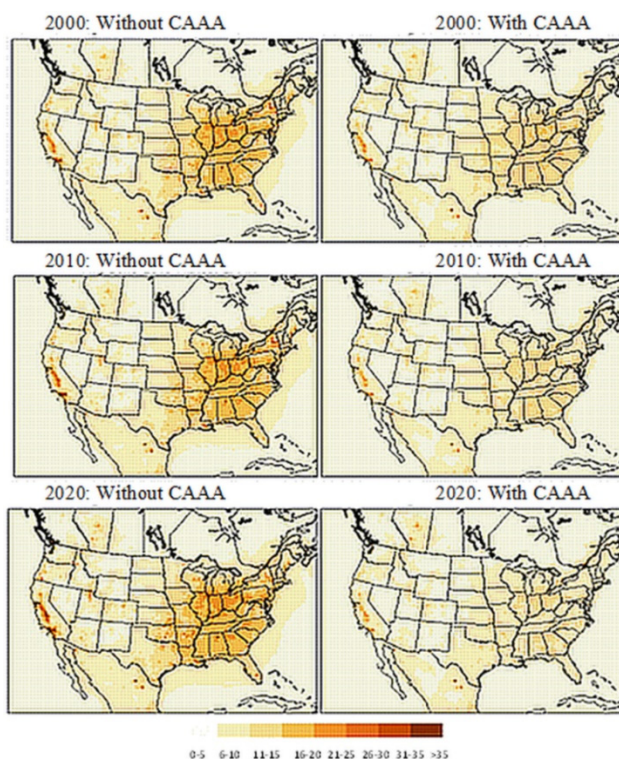 2000: Without CAAA 2000: With CAAA
2010: Without CAAA 2010: With CAAA
2020: Without CAAA 2020: With CAAA
0-5 6-10 11-15 16-20 21-25 26-30 31-35 >35